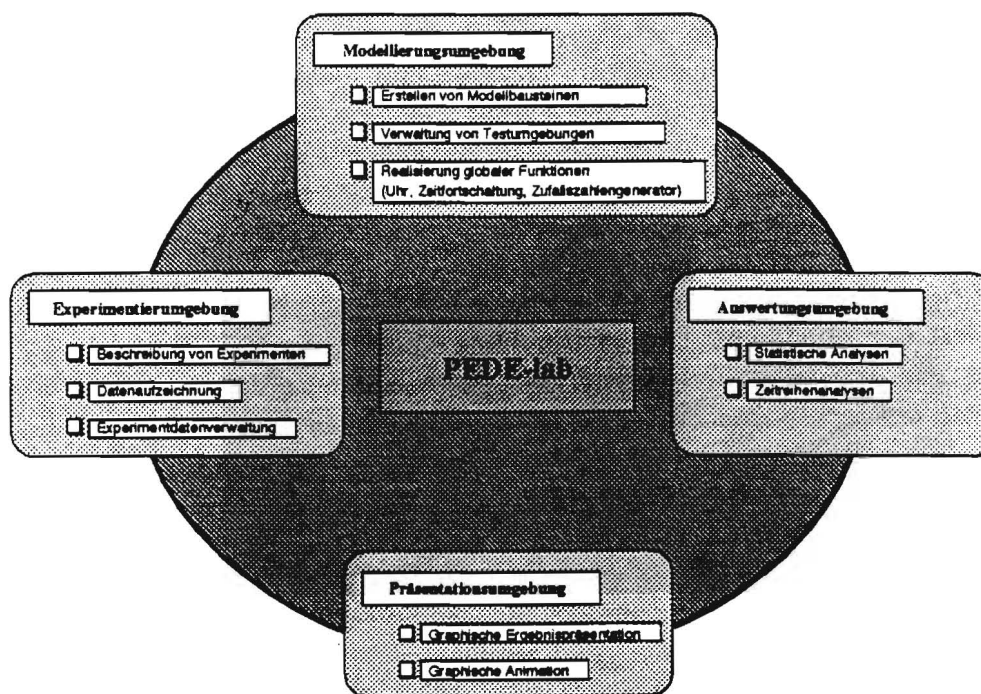 Modellierungsumgebung
Erstellen von Modellbausteinen
Verwaltung von Testumgebungen
Realisierung globaler Funktionen
(Uhr, Zeitfortschaltung, Zufallszahlengenerator)
Experimentierumgebung
Beschreibung von Experimenten
Datenaufzeichnung
Experimentdatenverwaltung
PEDE-lab
Auswertungsumgebung
Statistische Analysen
Zeitreihenanalysen
Präsentationsumgebung
Graphische Ergebnispräsentation
Graphische Animation